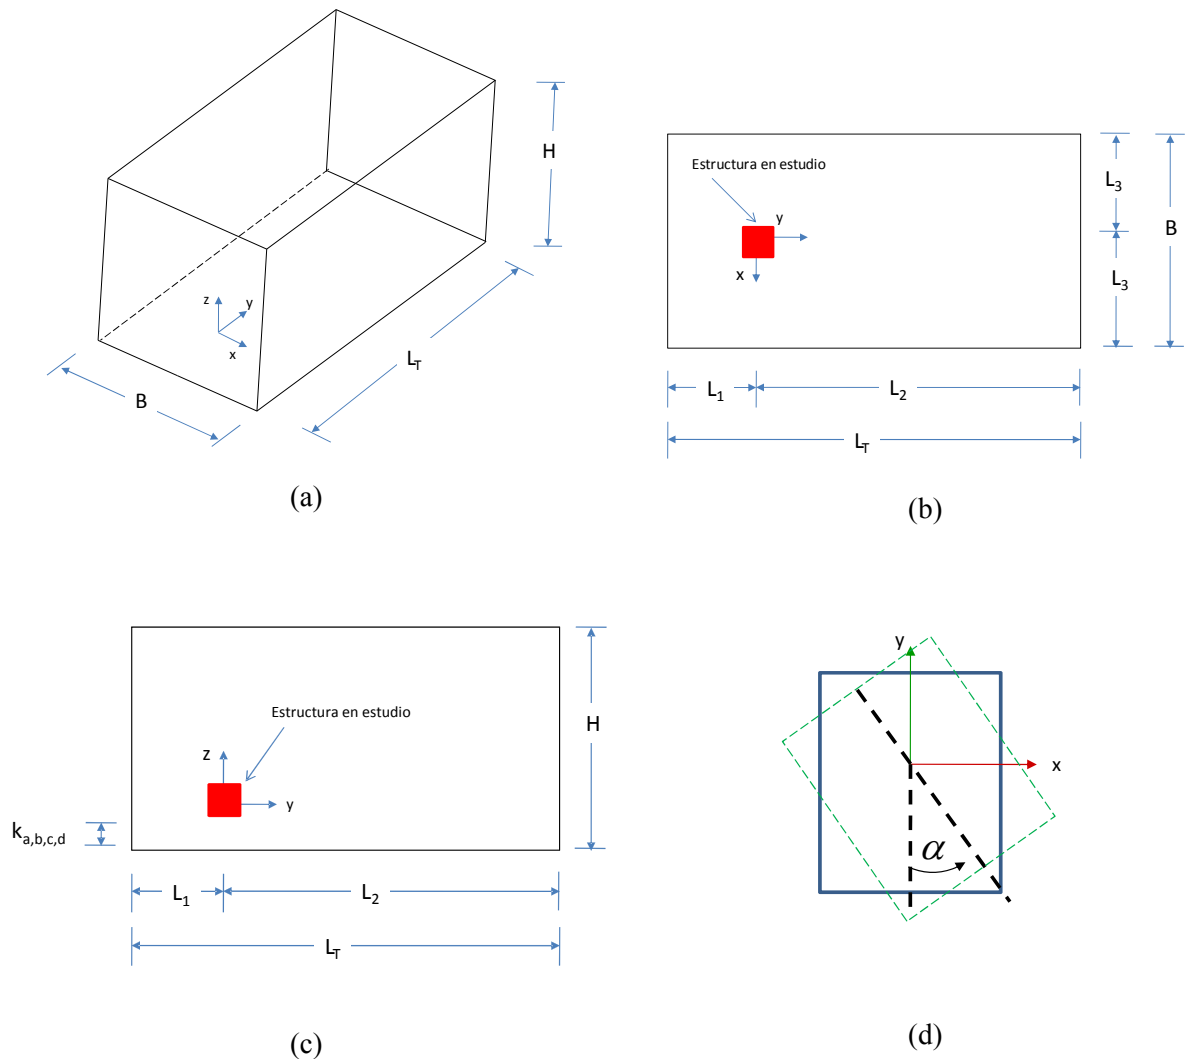 H
z
y
x
L_T
B
(a)
Estructura en estudio
y
x
L_3
L_3
B
L_1
L_2
L_T
(b)
Estructura en estudio
z
y
H
k_a,b,c,d
L_1
L_2
L_T
(c)
y
x
α
(d)